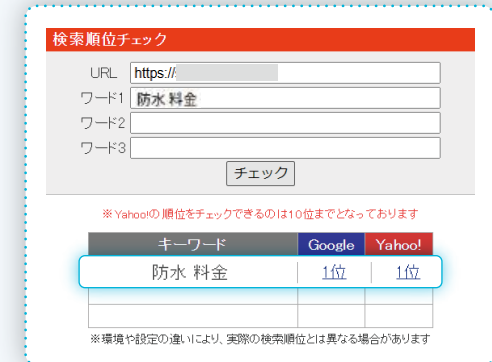 検索順位チェック
URL https://
ワード1 防水 料金
ワード2
ワード3
チェック
※Yahoo!の順位をチェックできるのは10位までとなっております
キーワード Google Yahoo!
防水 料金 1位 1位
※環境や設定の違いにより、実際の検索順位とは異なる場合があります